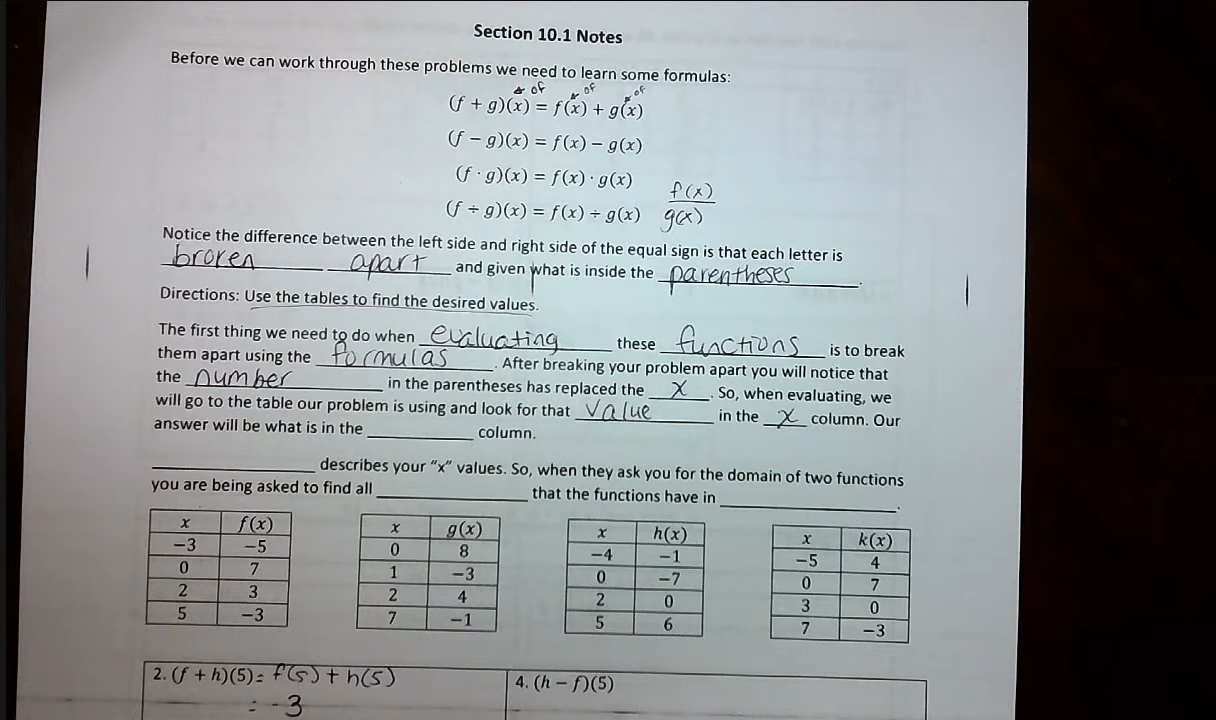 Section 10.1 Notes
Before we can work through these problems we need to learn some formulas:
of of of
(f + g)(x) = f(x) + g(x)
(f − g)(x) = f(x) − g(x)
(f · g)(x) = f(x) · g(x)
(f ÷ g)(x) = f(x) ÷ g(x) f(x)/g(x)
Notice the difference between the left side and right side of the equal sign is that each letter is
broken apart and given what is inside the parentheses.
Directions: Use the tables to find the desired values.
The first thing we need to do when evaluating these functions is to break
them apart using the formulas. After breaking your problem apart you will notice that
the number in the parentheses has replaced the x. So, when evaluating, we
will go to the table our problem is using and look for that value in the x column. Our
answer will be what is in the ________ column.
________ describes your "x" values. So, when they ask you for the domain of two functions
you are being asked to find all ________ that the functions have in ________.
x f(x)
−3 −5
0 7
2 3
5 −3
x g(x)
0 8
1 −3
2 4
7 −1
x h(x)
−4 −1
0 −7
2 0
5 6
x k(x)
−5 4
0 7
3 0
7 −3
2. (f + h)(5) = f(5) + h(5)
= -3
4. (h − f)(5)